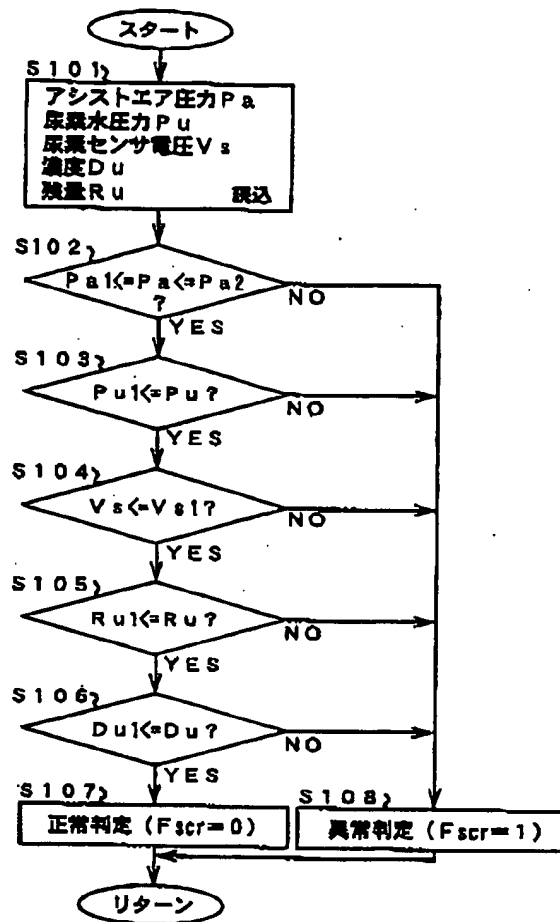 スタート
S101
アシストエア圧力Pa
尿素水圧力Pu
尿素センサ電圧Vs
濃度Du
残量Ru 読込
S102
Pa1<=Pa<=Pa2
?
NO
YES
S103
Pu1<=Pu?
NO
YES
S104
Vs<=Vs1?
NO
YES
S105
Ru1<=Ru?
NO
YES
S106
Du1<=Du?
NO
YES
S107
正常判定(Fscr=0)
S108
異常判定(Fscr=1)
リターン